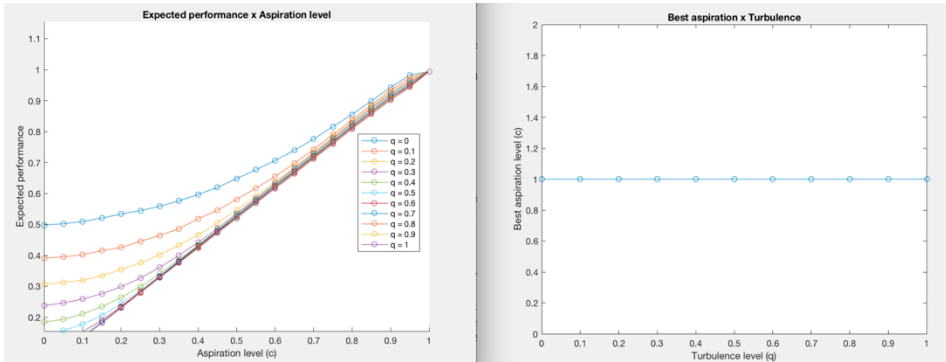 Expected performance x Aspiration level
1.1
1
0.9
0.8
0.7
0.6
0.5
0.4
0.3
0.2
Expected performance
q = 0
q = 0.1
q = 0.2
q = 0.3
q = 0.4
q = 0.5
q = 0.6
q = 0.7
q = 0.8
q = 0.9
q = 1
0 0.1 0.2 0.3 0.4 0.5 0.6 0.7 0.8 0.9 1
Aspiration level (c)
Best aspiration x Turbulence
2
1.8
1.6
1.4
1.2
1
0.8
0.6
0.4
0.2
0
Best aspiration level (c)
0 0.1 0.2 0.3 0.4 0.5 0.6 0.7 0.8 0.9 1
Turbulence level (q)